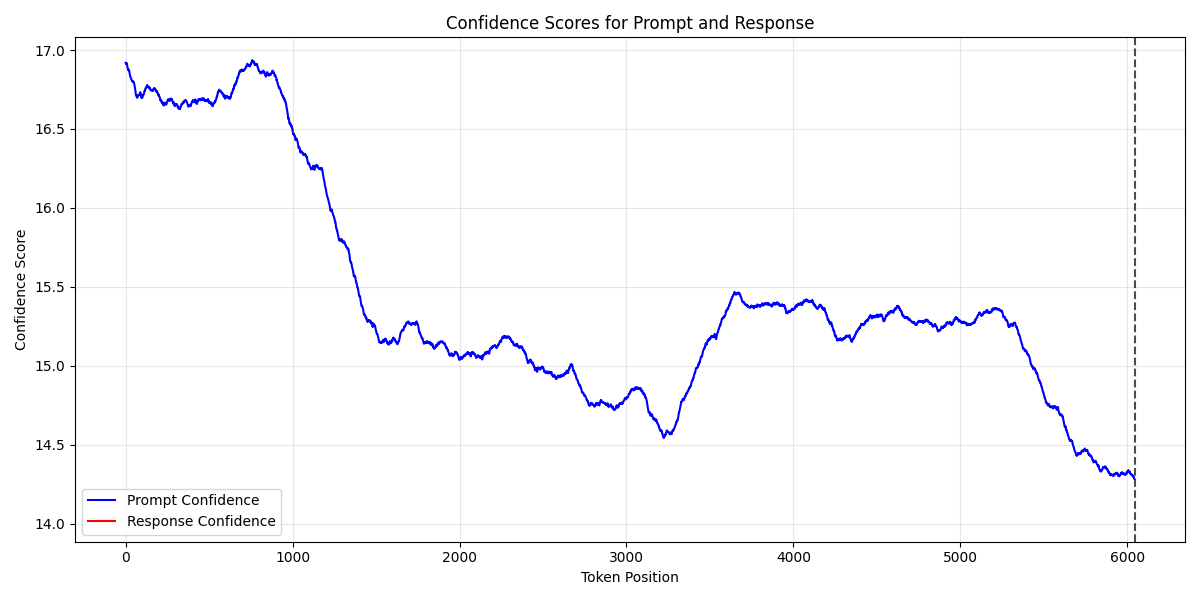 Confidence Scores for Prompt and Response
17.0
16.5
16.0
15.5
15.0
14.5
14.0
Confidence Score
Prompt Confidence
Response Confidence
0 1000 2000 3000 4000 5000 6000
Token Position